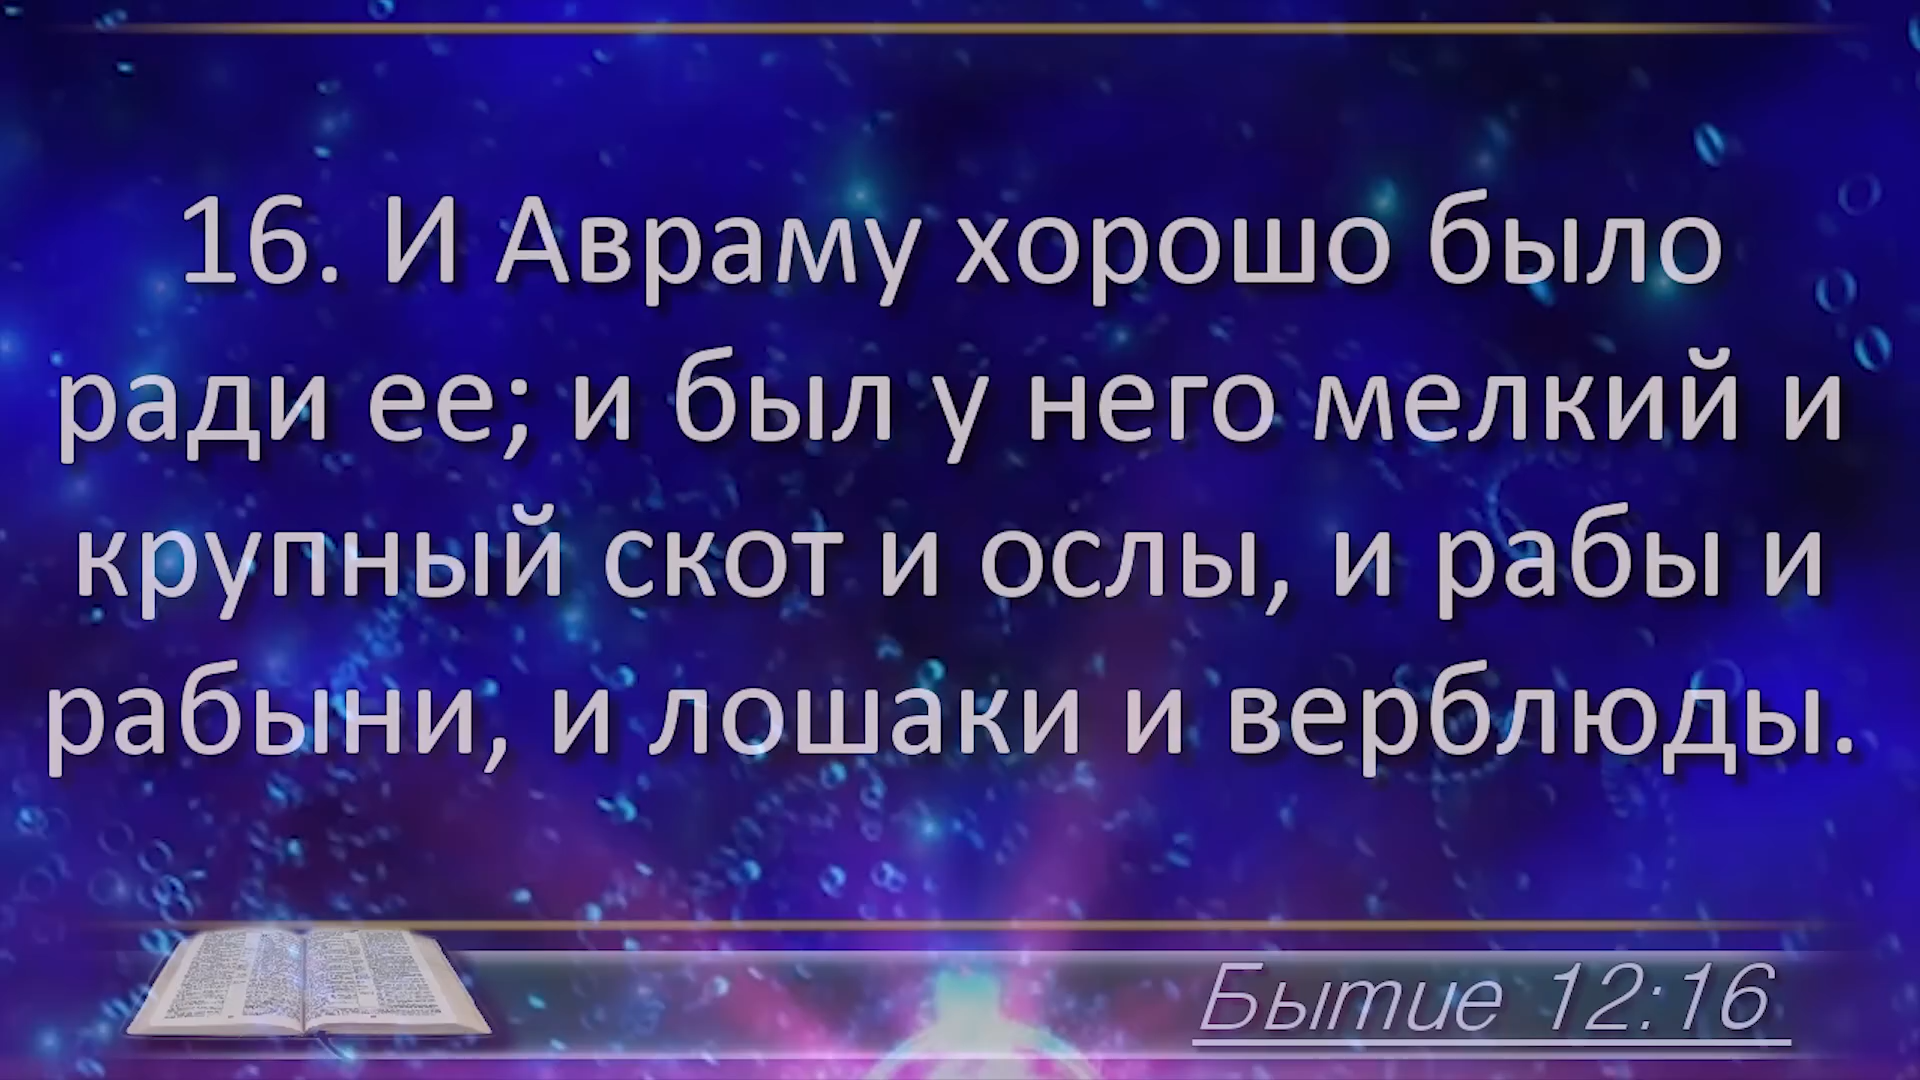 16. И Авраму хорошо было
ради ее; и был у него мелкий и
крупный скот и ослы, и рабы и
рабыни, и лошаки и верблюды.
Бытие 12:16